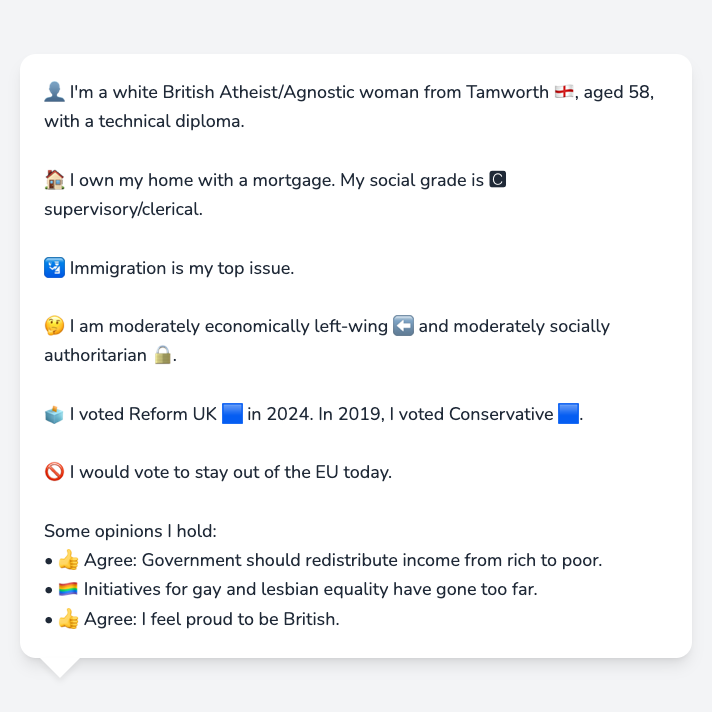 👤 I'm a white British Atheist/Agnostic woman from Tamworth 🏴󠁧󠁢󠁥󠁮󠁧󠁿, aged 58,
with a technical diploma.
🏠 I own my home with a mortgage. My social grade is 🅲
supervisory/clerical.
🛂 Immigration is my top issue.
🤔 I am moderately economically left-wing ⬅️ and moderately socially
authoritarian 🔒.
🗳️ I voted Reform UK 🟦 in 2024. In 2019, I voted Conservative 🟦.
🚫 I would vote to stay out of the EU today.
Some opinions I hold:
• 👍 Agree: Government should redistribute income from rich to poor.
• 🏳️‍🌈 Initiatives for gay and lesbian equality have gone too far.
• 👍 Agree: I feel proud to be British.